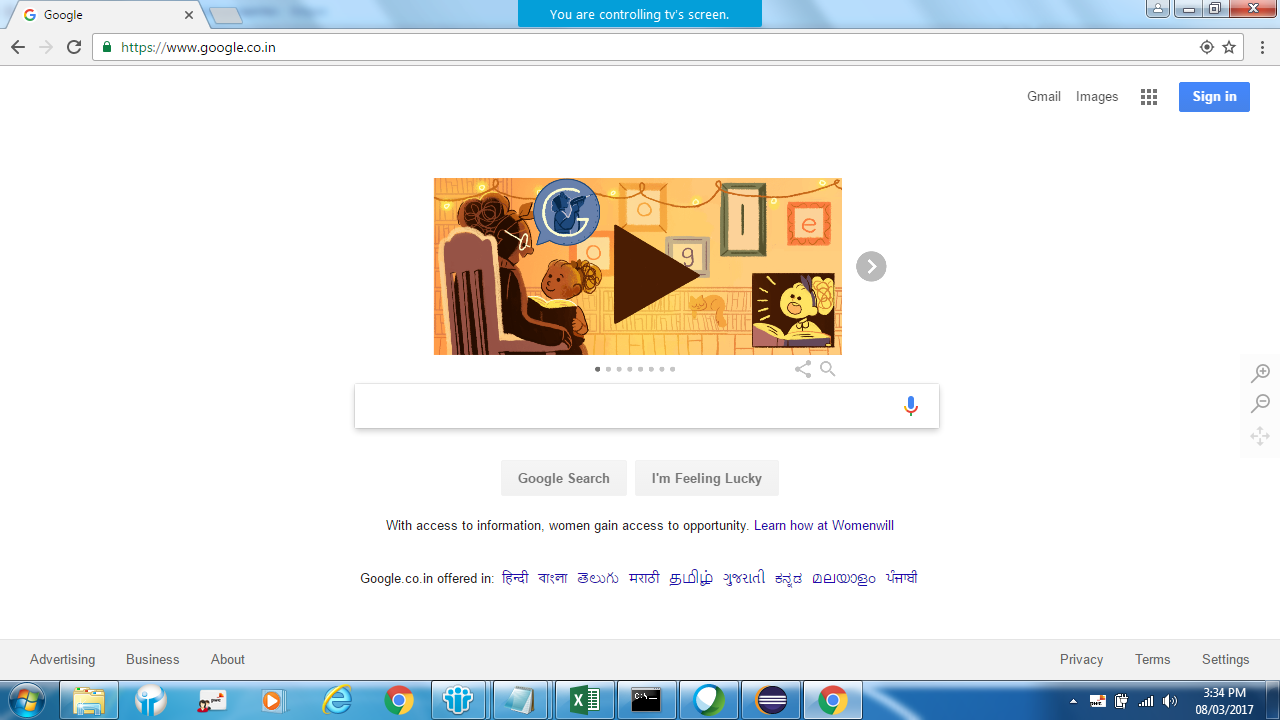 Google
You are controlling tv's screen.
https://www.google.co.in
Gmail Images Sign in
G o o g l e
Google Search I'm Feeling Lucky
With access to information, women gain access to opportunity. Learn how at Womenwill
Google.co.in offered in: हिन्दी বাংলা తెలుగు मराठी தமிழ் ગુજરાતી ಕನ್ನಡ മലയാളം ਪੰਜਾਬੀ
Advertising Business About Privacy Terms Settings
3:34 PM
08/03/2017